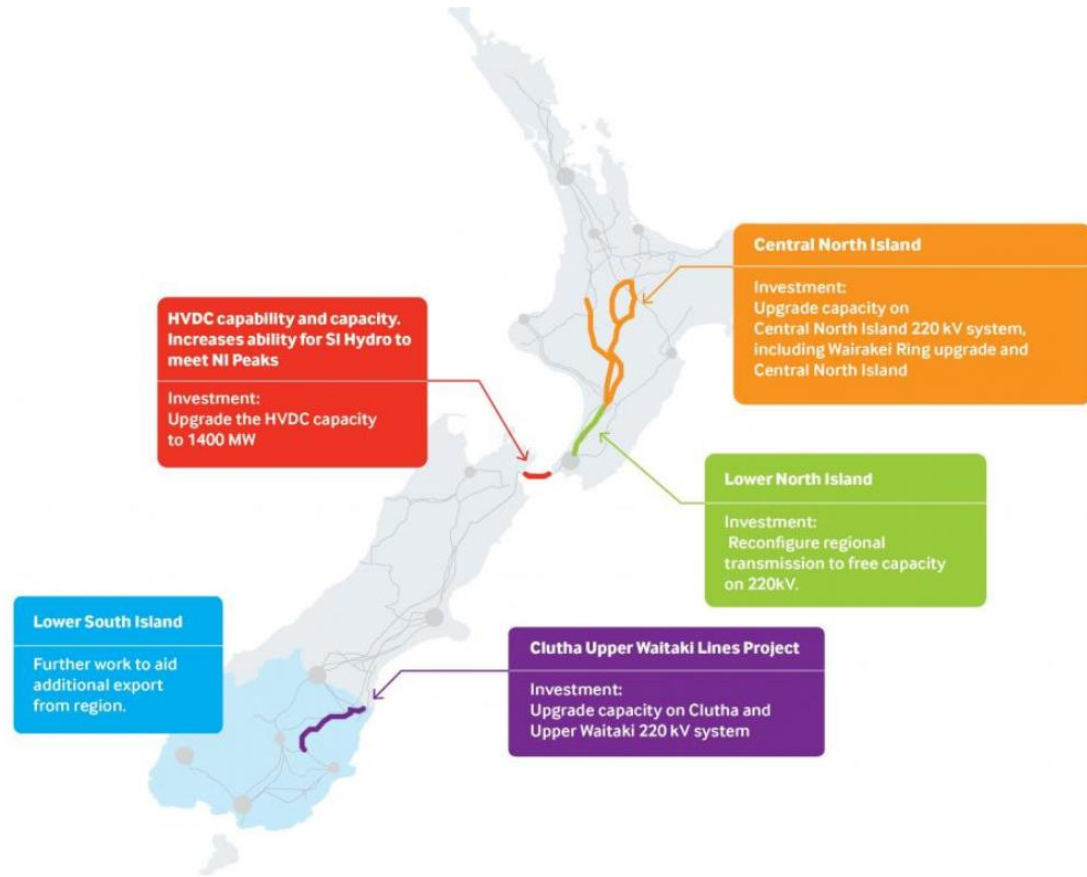 Central North Island
Investment:
Upgrade capacity on
Central North Island 220 kV system,
including Wairakei Ring upgrade and
Central North Island
HVDC capability and capacity.
Increases ability for SI Hydro to
meet NI Peaks
Investment:
Upgrade the HVDC capacity
to 1400 MW
Lower North Island
Investment:
Reconfigure regional
transmission to free capacity
on 220kV.
Lower South Island
Further work to aid
additional export
from region.
Clutha Upper Waitaki Lines Project
Investment:
Upgrade capacity on Clutha and
Upper Waitaki 220 kV system